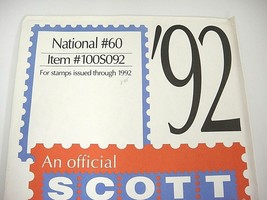 National #60
Item #100S092
For stamps issued through 1992
'92
An official
SCOTT